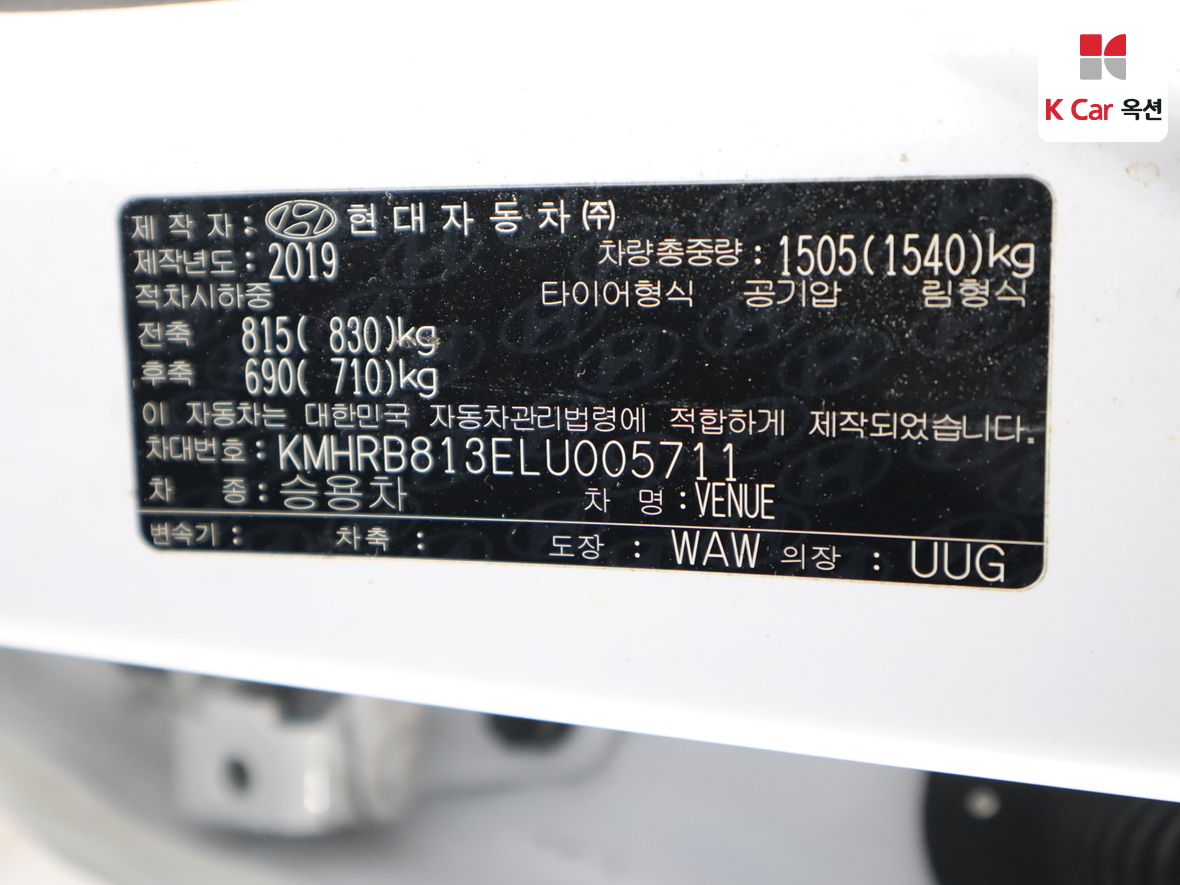 K Car 옥션
제 작 자 : 현 대 자 동 차 ㈜
제작년도 : 2019 차량총중량 : 1505(1540)kg
적차시하중 타이어형식 공기압 림형식
전축 815( 830)kg
후축 690( 710)kg
이 자동차는 대한민국 자동차관리법령에 적합하게 제작되었습니다.
차대번호 : KMHRB813ELU005711
차 종 : 승용차 차 명 : VENUE
변속기 : 차축 : 도장 : WAW 의장 : UUG